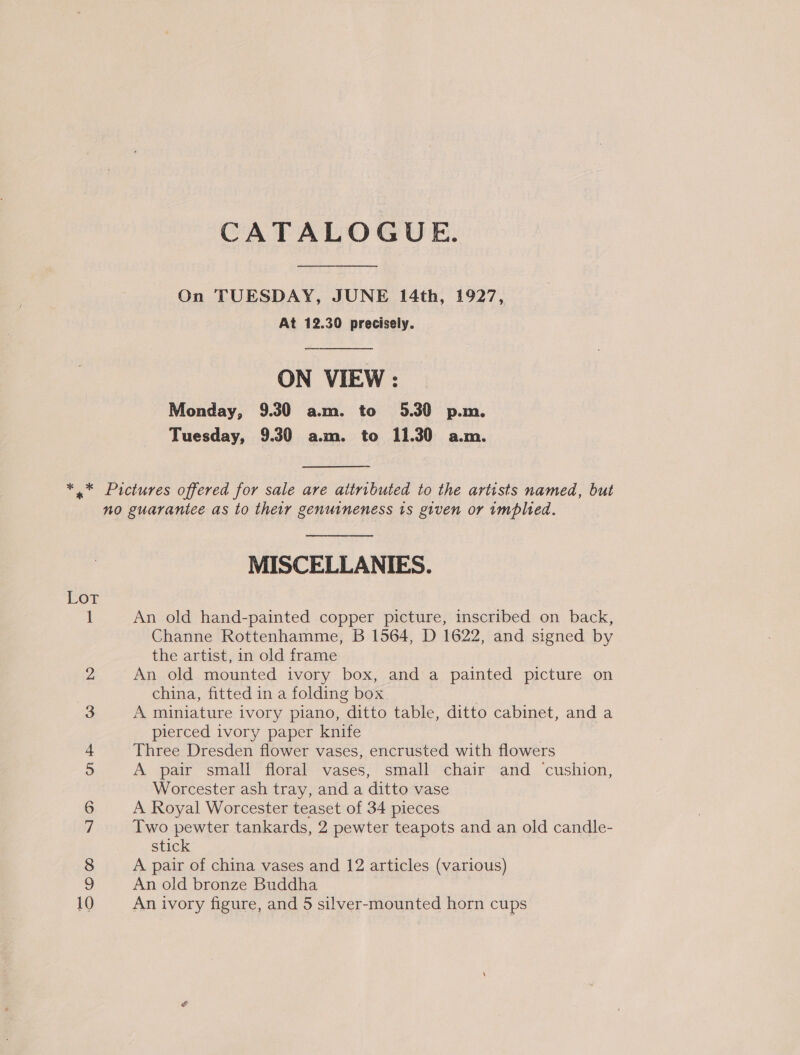 CATALOGUE.
On TUESDAY, JUNE 14th, 1927,
At 12.30 precisely.
ON VIEW :
Monday, 9.30 a.m. to 5.30 p.m.
Tuesday, 9.30 a.m. to 11.30 a.m.
*** Pictures offered for sale are attributed to the artists named, but
no guarantee as to their genuineness is given or implied.
MISCELLANIES.
LOT
1 An old hand-painted copper picture, inscribed on back,
Channe Rottenhamme, B 1564, D 1622, and signed by
the artist, in old frame
2 An old mounted ivory box, and a painted picture on
china, fitted in a folding box
3 A miniature ivory piano, ditto table, ditto cabinet, and a
pierced ivory paper knife
4 Three Dresden flower vases, encrusted with flowers
5 A pair small floral vases, small chair and cushion,
Worcester ash tray, and a ditto vase
6 A Royal Worcester teaset of 34 pieces
7 Two pewter tankards, 2 pewter teapots and an old candle-
stick
8 A pair of china vases and 12 articles (various)
9 An old bronze Buddha
10 An ivory figure, and 5 silver-mounted horn cups